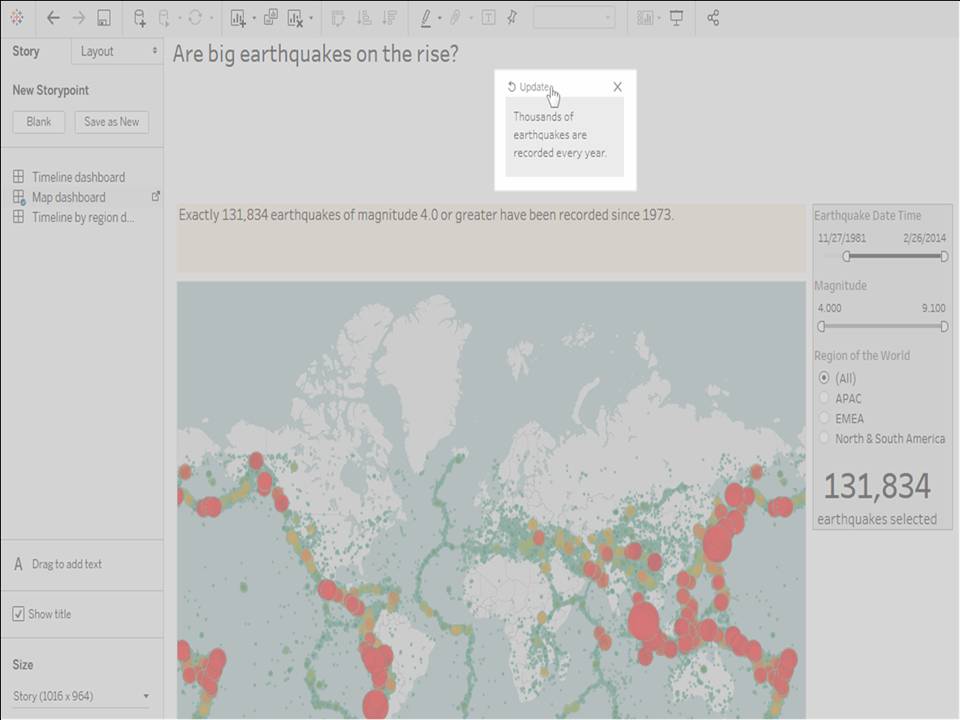 Story
Layout
Are big earthquakes on the rise?
New Storypoint
Blank
Save as New
Update
Thousands of
earthquakes are
recorded every year.
Timeline dashboard
Map dashboard
Timeline by region d...
Exactly 131,834 earthquakes of magnitude 4.0 or greater have been recorded since 1973.
Earthquake Date Time
11/27/1981 2/26/2014
Magnitude
4.000 9.100
Region of the World
(All)
APAC
EMEA
North & South America
131,834
earthquakes selected
A Drag to add text
Show title
Size
Story (1016 x 964)